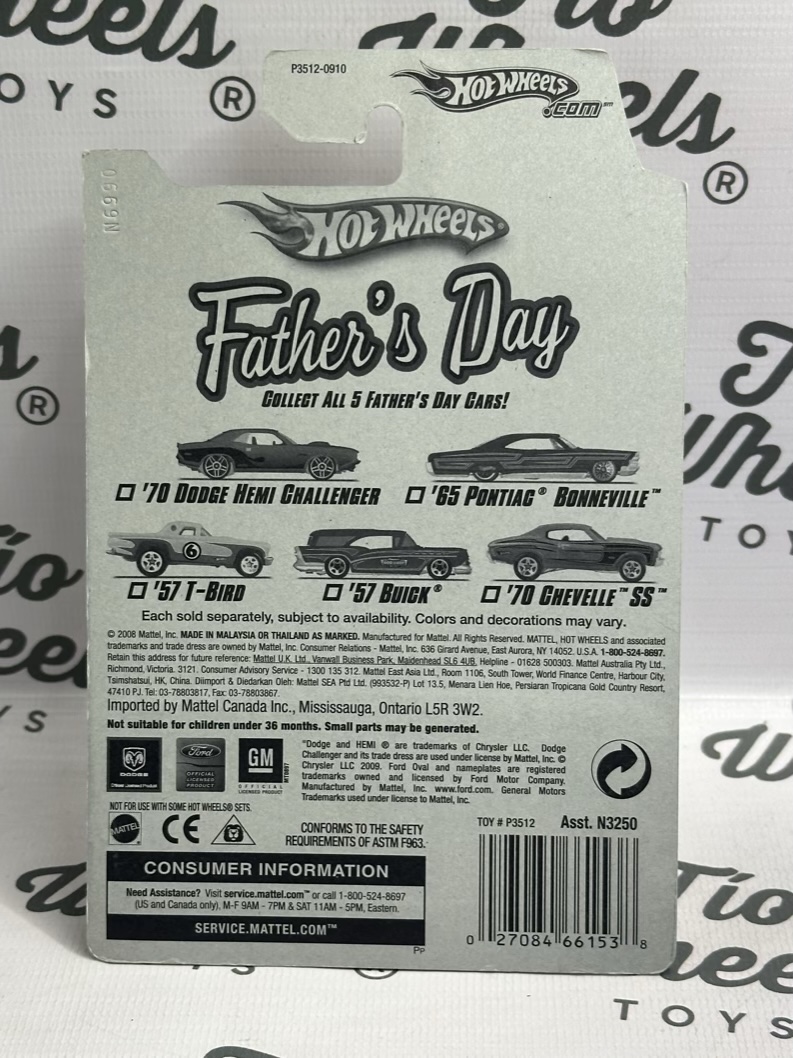 P3512-0910
HOT WHEELS
.COM℠
N6990
HOT WHEELS
Father's Day
COLLECT ALL 5 FATHER'S DAY CARS!
'70 DODGE HEMI CHALLENGER
'65 PONTIAC® BONNEVILLE™
6
'57 T-BIRD
'57 BUICK®
'70 CHEVELLE™ SS™
Each sold separately, subject to availability. Colors and decorations may vary.
© 2008 Mattel, Inc. MADE IN MALAYSIA OR THAILAND AS MARKED. Manufactured for Mattel. All Rights Reserved. MATTEL, HOT WHEELS and associated
trademarks and trade dress are owned by Mattel, Inc. Consumer Relations - Mattel, Inc. 636 Girard Avenue, East Aurora, NY 14052. U.S.A. 1-800-524-8697.
Retain this address for future reference: Mattel U.K. Ltd., Vanwall Business Park, Maidenhead SL6 4UB. Helpline - 01628 500303. Mattel Australia Pty Ltd.,
Richmond, Victoria. 3121. Consumer Advisory Service - 1300 135 312. Mattel East Asia Ltd., Room 1106, South Tower, World Finance Centre, Harbour City,
Tsimshatsui, HK, China. Diimport & Diedarkan Oleh: Mattel SEA Ptd Ltd. (993532-P) Lot 13.5, Menara Lien Hoe, Persiaran Tropicana Gold Country Resort,
47410 PJ. Tel: 03-78803817, Fax: 03-78803867.
Imported by Mattel Canada Inc., Mississauga, Ontario L5R 3W2.
Not suitable for children under 36 months. Small parts may be generated.
DODGE
Official Licensed Product
Ford
OFFICIAL
LICENSED
PRODUCT
GM
OFFICIAL
LICENSED PRODUCT
"Dodge and HEMI ® are trademarks of Chrysler LLC. Dodge
Challenger and its trade dress are used under license by Mattel, Inc. ©
Chrysler LLC 2009. Ford Oval and nameplates are registered
trademarks owned and licensed by Ford Motor Company.
Manufactured by Mattel, Inc. www.ford.com. General Motors
Trademarks used under license to Mattel, Inc.
NOT FOR USE WITH SOME HOT WHEELS® SETS.
MATTEL
CE
CONFORMS TO THE SAFETY
REQUIREMENTS OF ASTM F963.
TOY # P3512
Asst. N3250
CONSUMER INFORMATION
Need Assistance? Visit service.mattel.com™ or call 1-800-524-8697
(US and Canada only), M-F 9AM - 7PM & SAT 11AM - 5PM, Eastern.
SERVICE.MATTEL.COM™
Pp
0 27084 66153 8
Tío
Wheels
TOYS
®